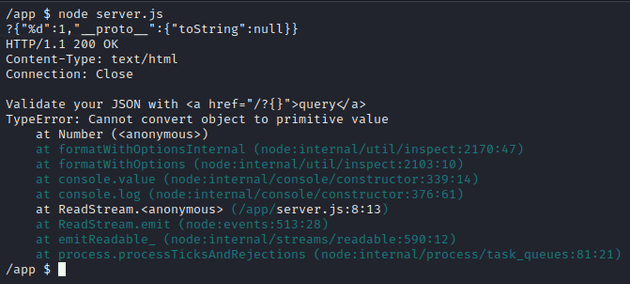 /app $ node server.js
?{"%d":1,"__proto__":{"toString":null}}
HTTP/1.1 200 OK
Content-Type: text/html
Connection: Close

Validate your JSON with <a href="/?{}">query</a>
TypeError: Cannot convert object to primitive value
    at Number (<anonymous>)
    at formatWithOptionsInternal (node:internal/util/inspect:2170:47)
    at formatWithOptions (node:internal/util/inspect:2103:10)
    at console.value (node:internal/console/constructor:339:14)
    at console.log (node:internal/console/constructor:376:61)
    at ReadStream.<anonymous> (/app/server.js:8:13)
    at ReadStream.emit (node:events:513:28)
    at emitReadable_ (node:internal/streams/readable:590:12)
    at process.processTicksAndRejections (node:internal/process/task_queues:81:21)
/app $